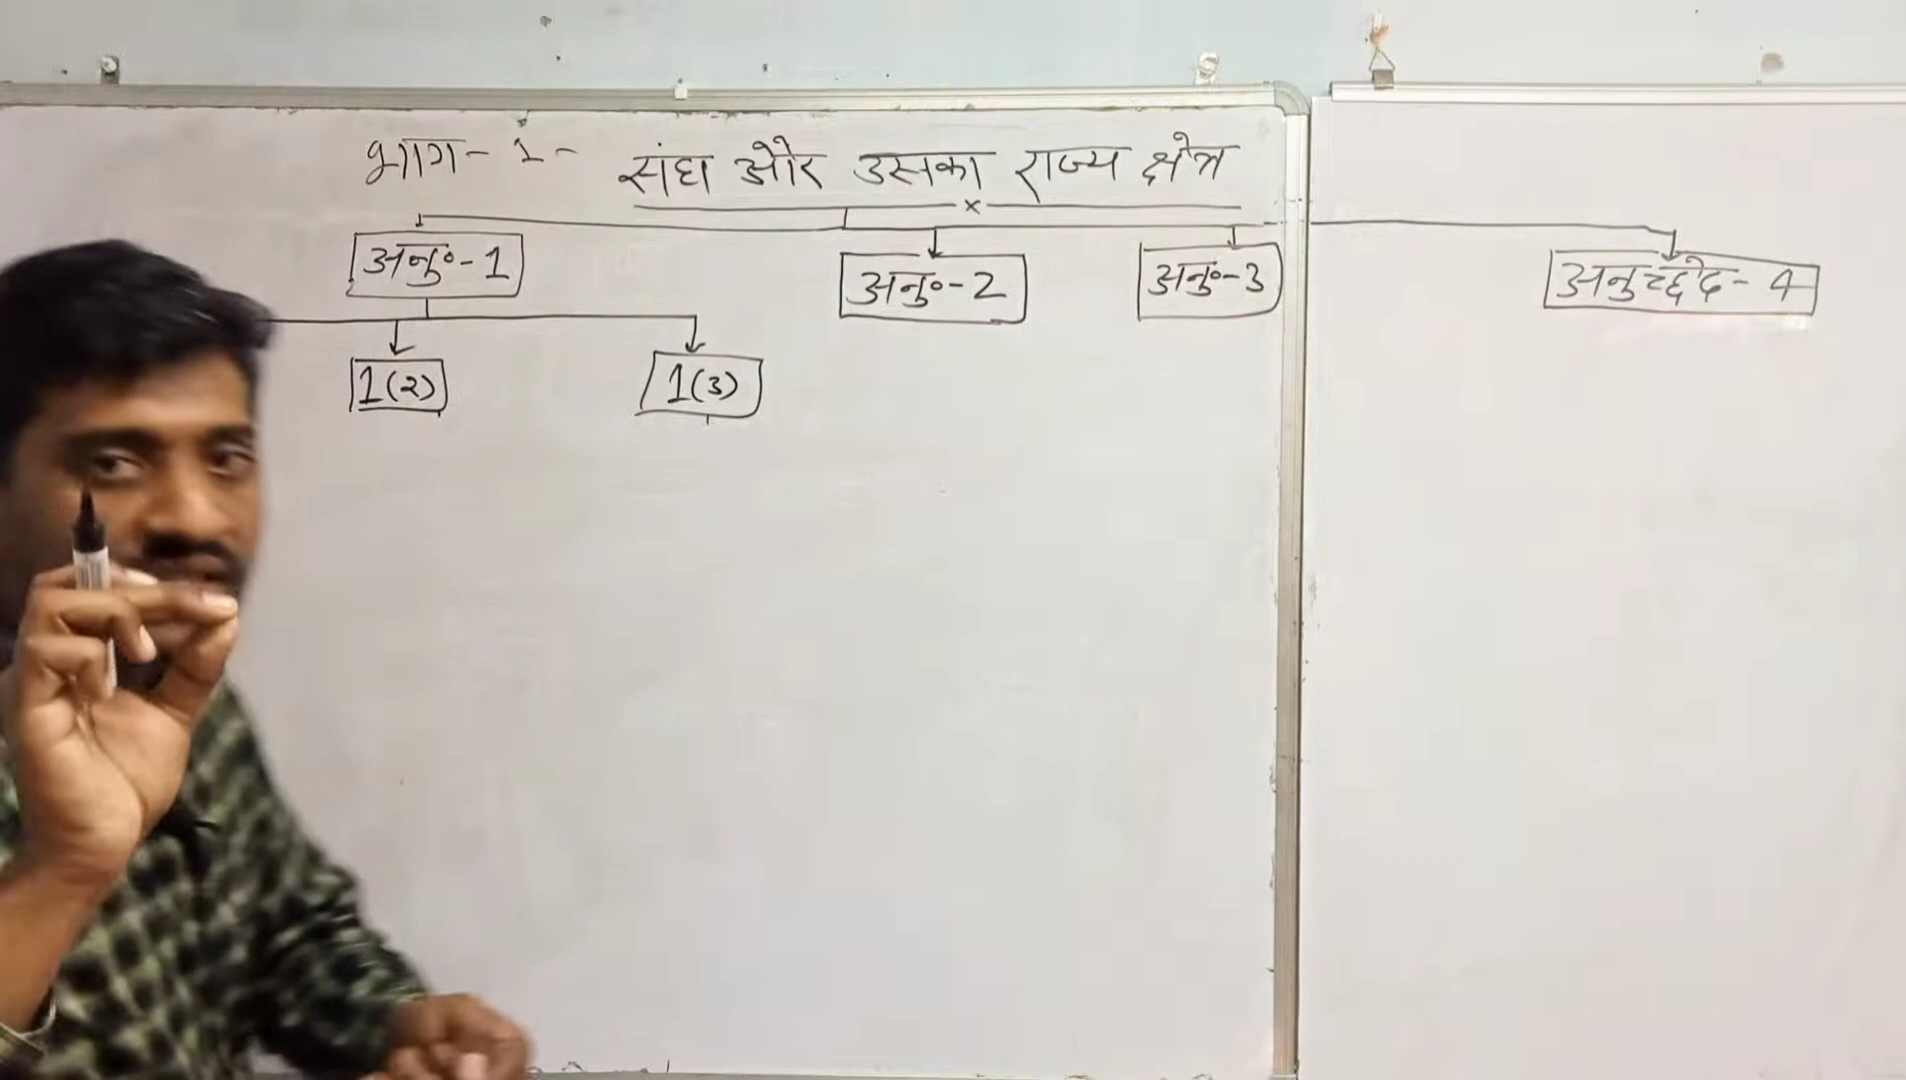 भाग - 1 - संघ और उसका राज्य क्षेत्र
अनु० - 1 अनु० - 2 अनु० - 3 अनुच्छेद - 4
1(2) 1(3)